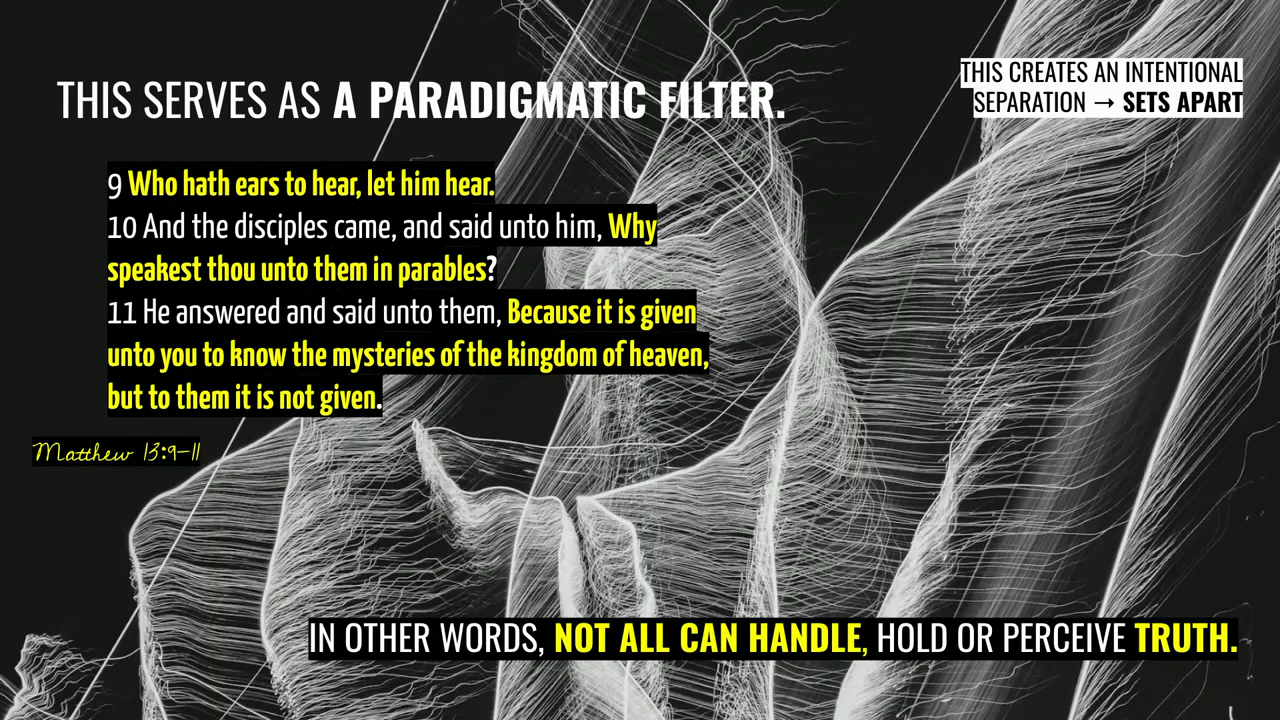 THIS SERVES AS A PARADIGMATIC FILTER.
THIS CREATES AN INTENTIONAL
SEPARATION → SETS APART
9 Who hath ears to hear, let him hear.
10 And the disciples came, and said unto him, Why
speakest thou unto them in parables?
11 He answered and said unto them, Because it is given
unto you to know the mysteries of the kingdom of heaven,
but to them it is not given.
Matthew 13:9–11
IN OTHER WORDS, NOT ALL CAN HANDLE, HOLD OR PERCEIVE TRUTH.